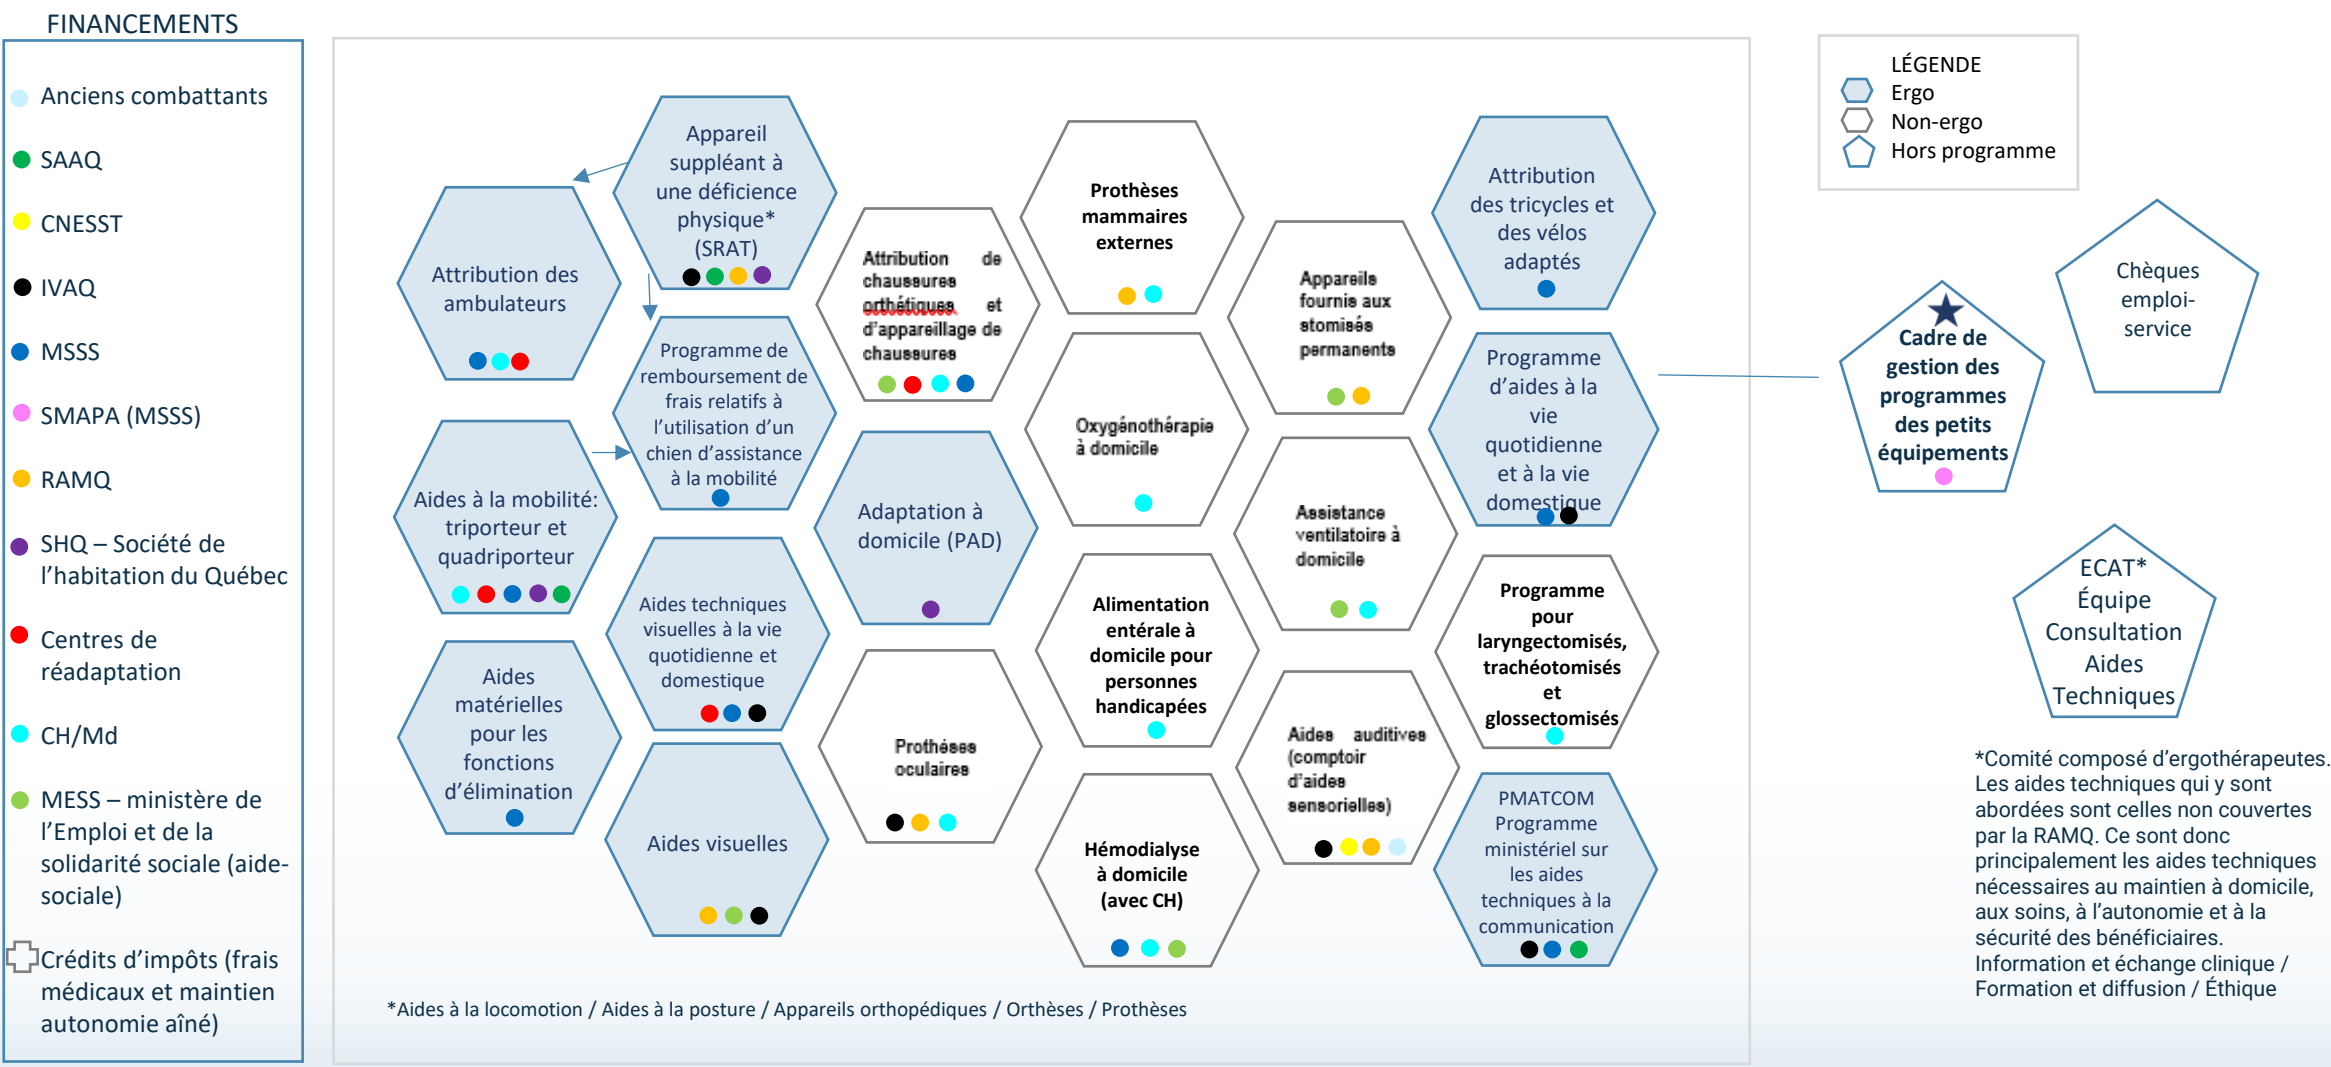 FINANCEMENTS
Anciens combattants
SAAQ
CNESST
IVAQ
MSSS
SMAPA (MSSS)
RAMQ
SHQ – Société de
l’habitation du Québec
Centres de
réadaptation
CH/Md
MESS – ministère de
l’Emploi et de la
solidarité sociale (aide-
sociale)
Crédits d’impôts (frais
médicaux et maintien
autonomie aîné)
Attribution des
ambulateurs
Aides à la mobilité:
triporteur et
quadriporteur
Aides
matérielles
pour les
fonctions
d’élimination
Appareil
suppléant à
une déficience
physique*
(SRAT)
Programme de
remboursement de
frais relatifs à
l’utilisation d’un
chien d’assistance
à la mobilité
Aides techniques
visuelles à la vie
quotidienne et
domestique
Aides visuelles
Attribution de
chaussures
orthétiques et
d’appareillage de
chaussures
Adaptation à
domicile (PAD)
Prothèses
oculaires
Prothèses
mammaires
externes
Oxygénothérapie
à domicile
Alimentation
entérale à
domicile pour
personnes
handicapées
Hémodialyse
à domicile
(avec CH)
Appareils
fournis aux
stomisés
permanents
Assistance
ventilatoire à
domicile
Aides auditives
(comptoir
d’aides
sensorielles)
Attribution
des tricycles et
des vélos
adaptés
Programme
d’aides à la
vie
quotidienne
et à la vie
domestique
Programme
pour
laryngectomisés,
trachéotomisés
et
glossectomisés
PMATCOM
Programme
ministériel sur
les aides
techniques à la
communication
*Aides à la locomotion / Aides à la posture / Appareils orthopédiques / Orthèses / Prothèses
LÉGENDE
Ergo
Non-ergo
Hors programme
Cadre de
gestion des
programmes
des petits
équipements
Chèques
emploi-
service
ECAT*
Équipe
Consultation
Aides
Techniques
*Comité composé d’ergothérapeutes.
Les aides techniques qui y sont
abordées sont celles non couvertes
par la RAMQ. Ce sont donc
principalement les aides techniques
nécessaires au maintien à domicile,
aux soins, à l’autonomie et à la
sécurité des bénéficiaires.
Information et échange clinique /
Formation et diffusion / Éthique